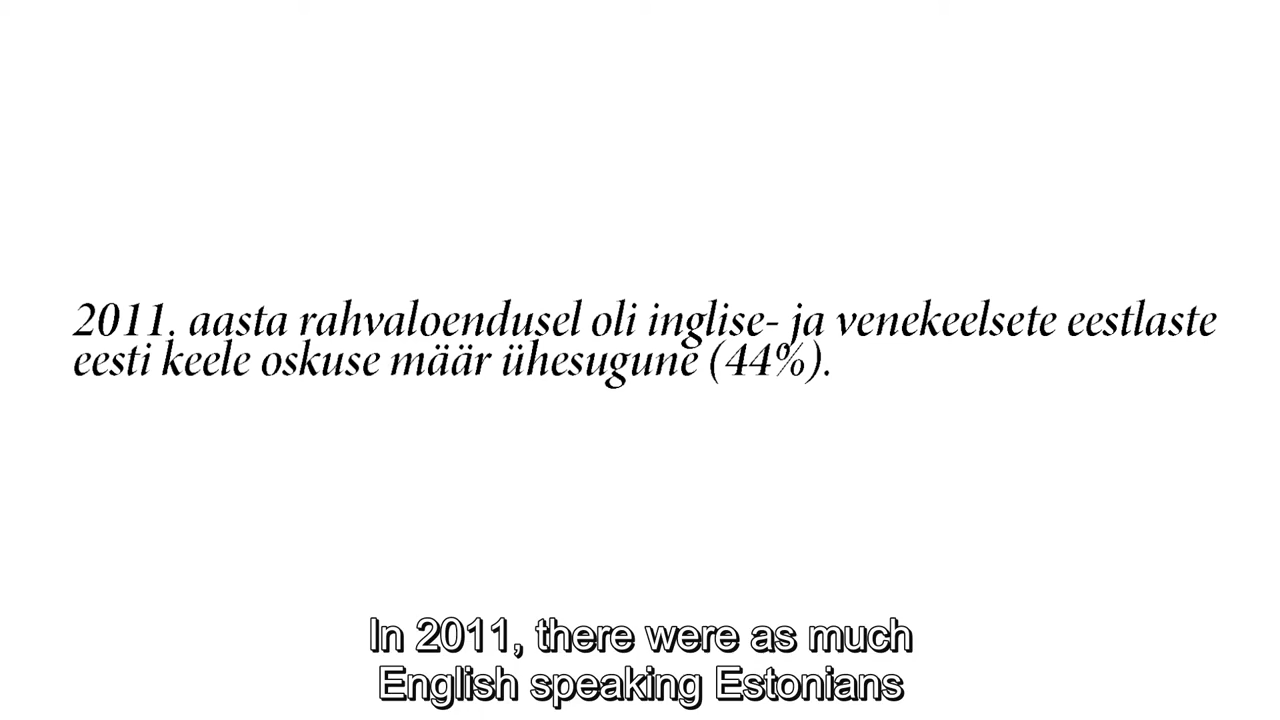 2011. aasta rahvaloendusel oli inglise- ja venekeelsete eestlaste
eesti keele oskuse määr ühesugune (44%).
In 2011, there were as much
English speaking Estonians